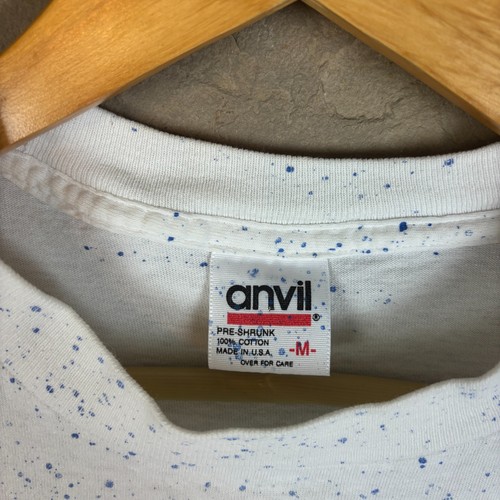 anvil®
PRE-SHRUNK
100% COTTON
MADE IN U.S.A. -M-
OVER FOR CARE